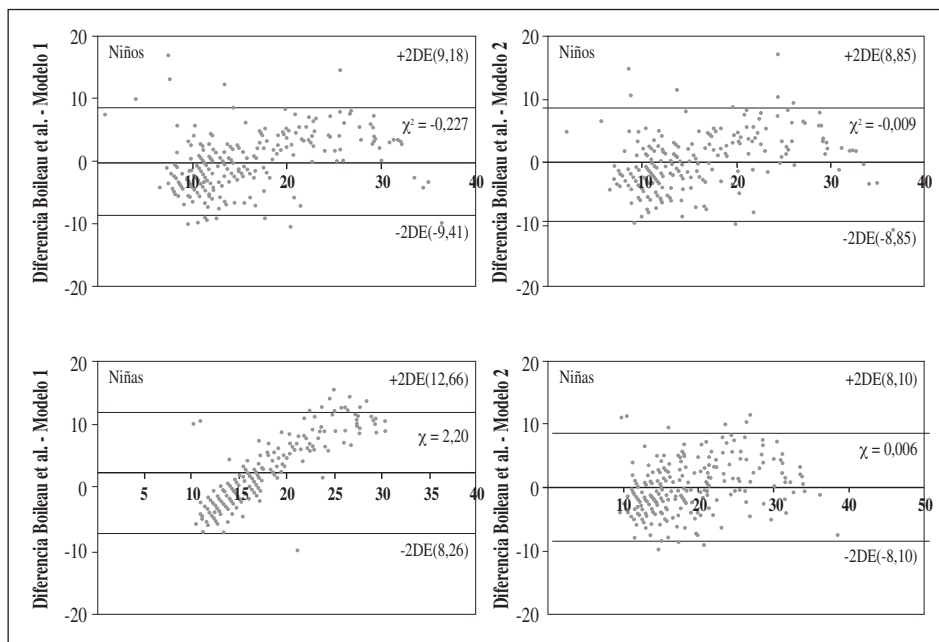 Diferencia Boileau et al. - Modelo 1
20
10
0
-10
-20
Niños
+2DE(9,18)
χ² = -0,227
10 20 30 40
-2DE(-9,41)
Diferencia Boileau et al. - Modelo 2
20
10
0
-10
-20
Niños
+2DE(8,85)
χ² = -0,009
10 20 30 40
-2DE(-8,85)
Diferencia Boileau et al. - Modelo 1
20
10
0
-10
-20
Niñas
+2DE(12,66)
χ = 2,20
5 10 15 20 25 30 35 40
-2DE(8,26)
Diferencia Boileau et al. - Modelo 2
20
10
0
-10
-20
Niñas
+2DE(8,10)
χ = 0,006
10 20 30 40 50
-2DE(-8,10)